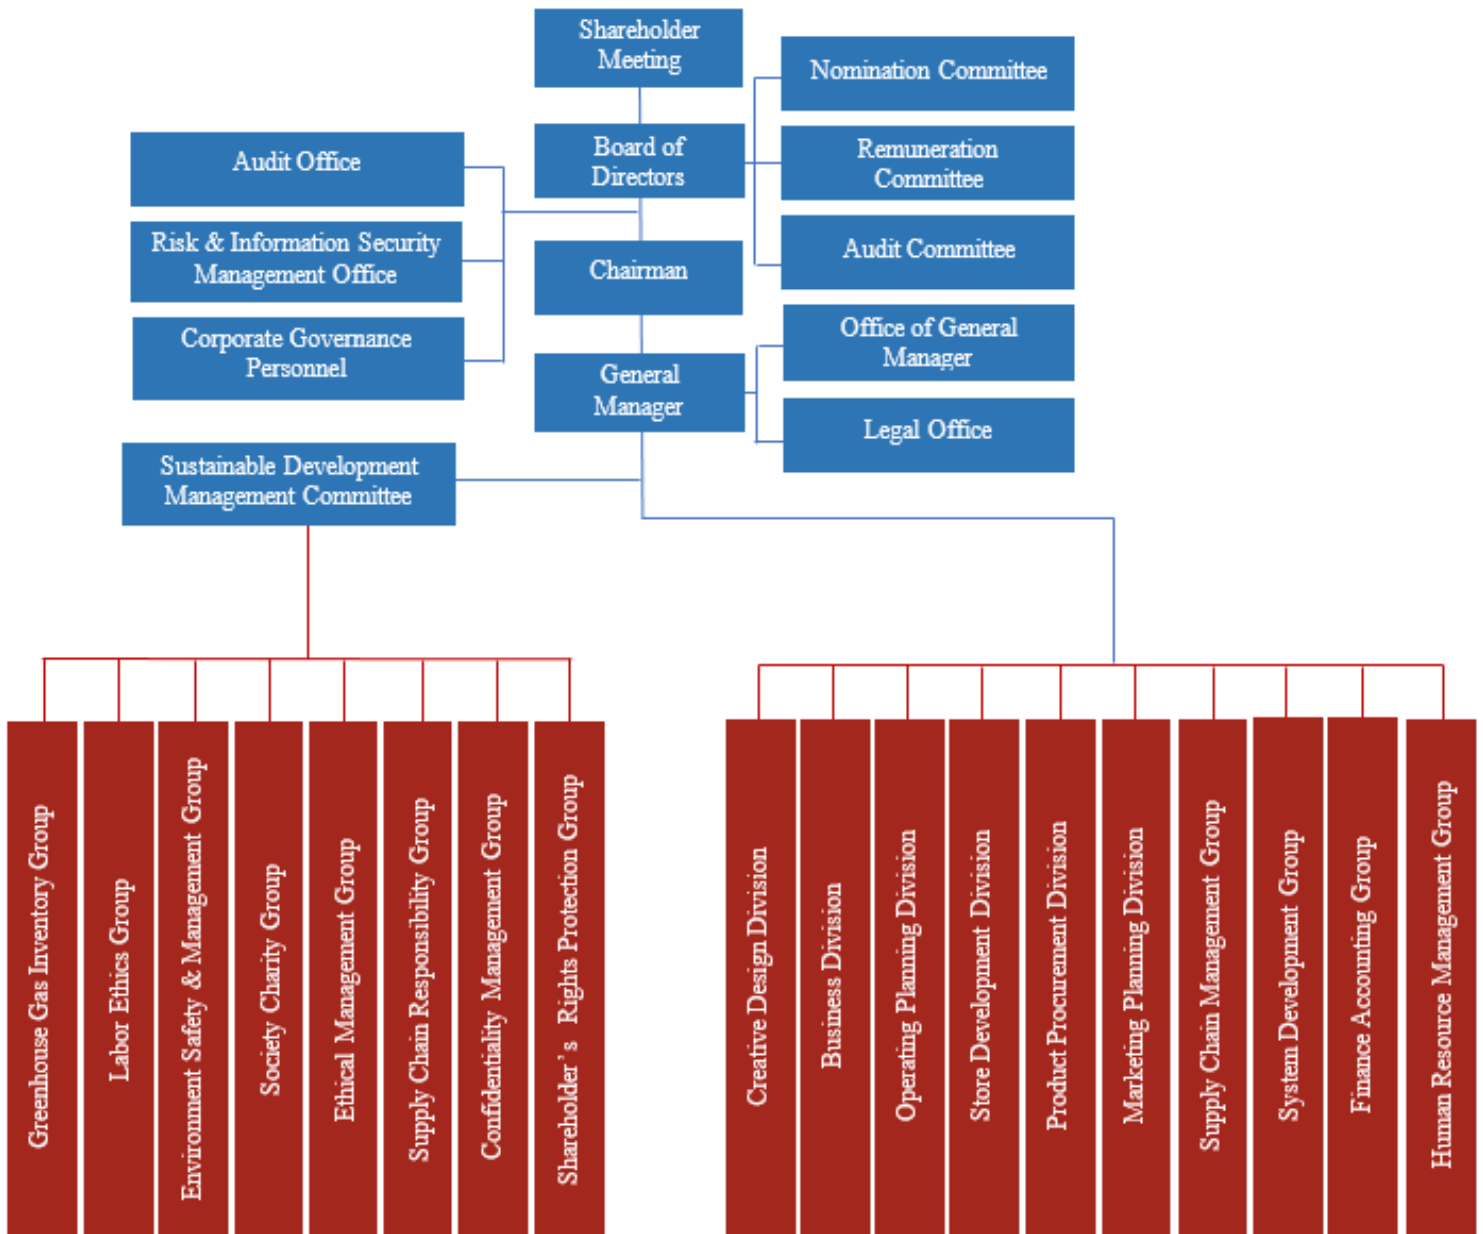 Shareholder
Meeting
Nomination Committee
Board of
Directors
Remuneration
Committee
Audit Office
Risk & Information Security
Management Office
Audit Committee
Chairman
Corporate Governance
Personnel
Office of General
Manager
General
Manager
Legal Office
Sustainable Development
Management Committee
Greenhouse Gas Inventory Group
Labor Ethics Group
Environment Safety & Management Group
Society Charity Group
Ethical Management Group
Supply Chain Responsibility Group
Confidentiality Management Group
Shareholder’s Rights Protection Group
Creative Design Division
Business Division
Operating Planning Division
Store Development Division
Product Procurement Division
Marketing Planning Division
Supply Chain Management Group
System Development Group
Finance Accounting Group
Human Resource Management Group